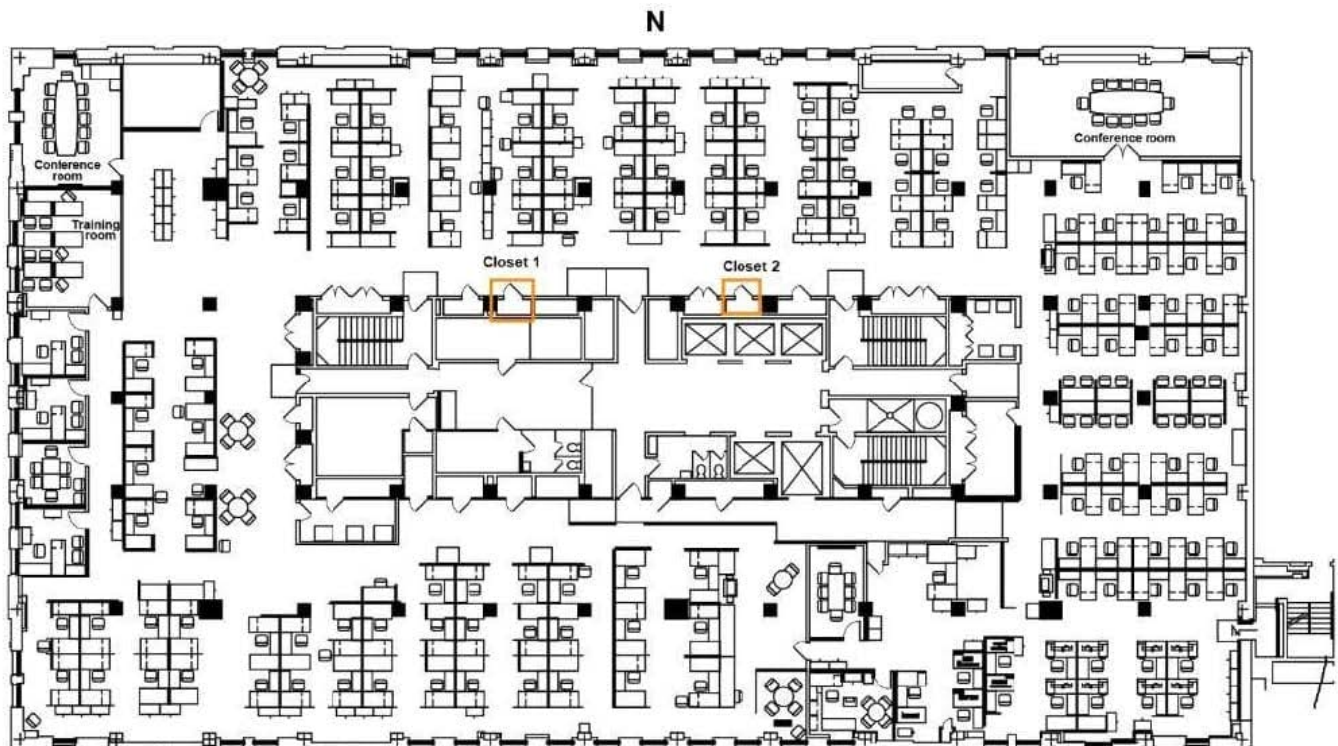 N
Conference
room
Conference room
Training
room
Closet 1
Closet 2